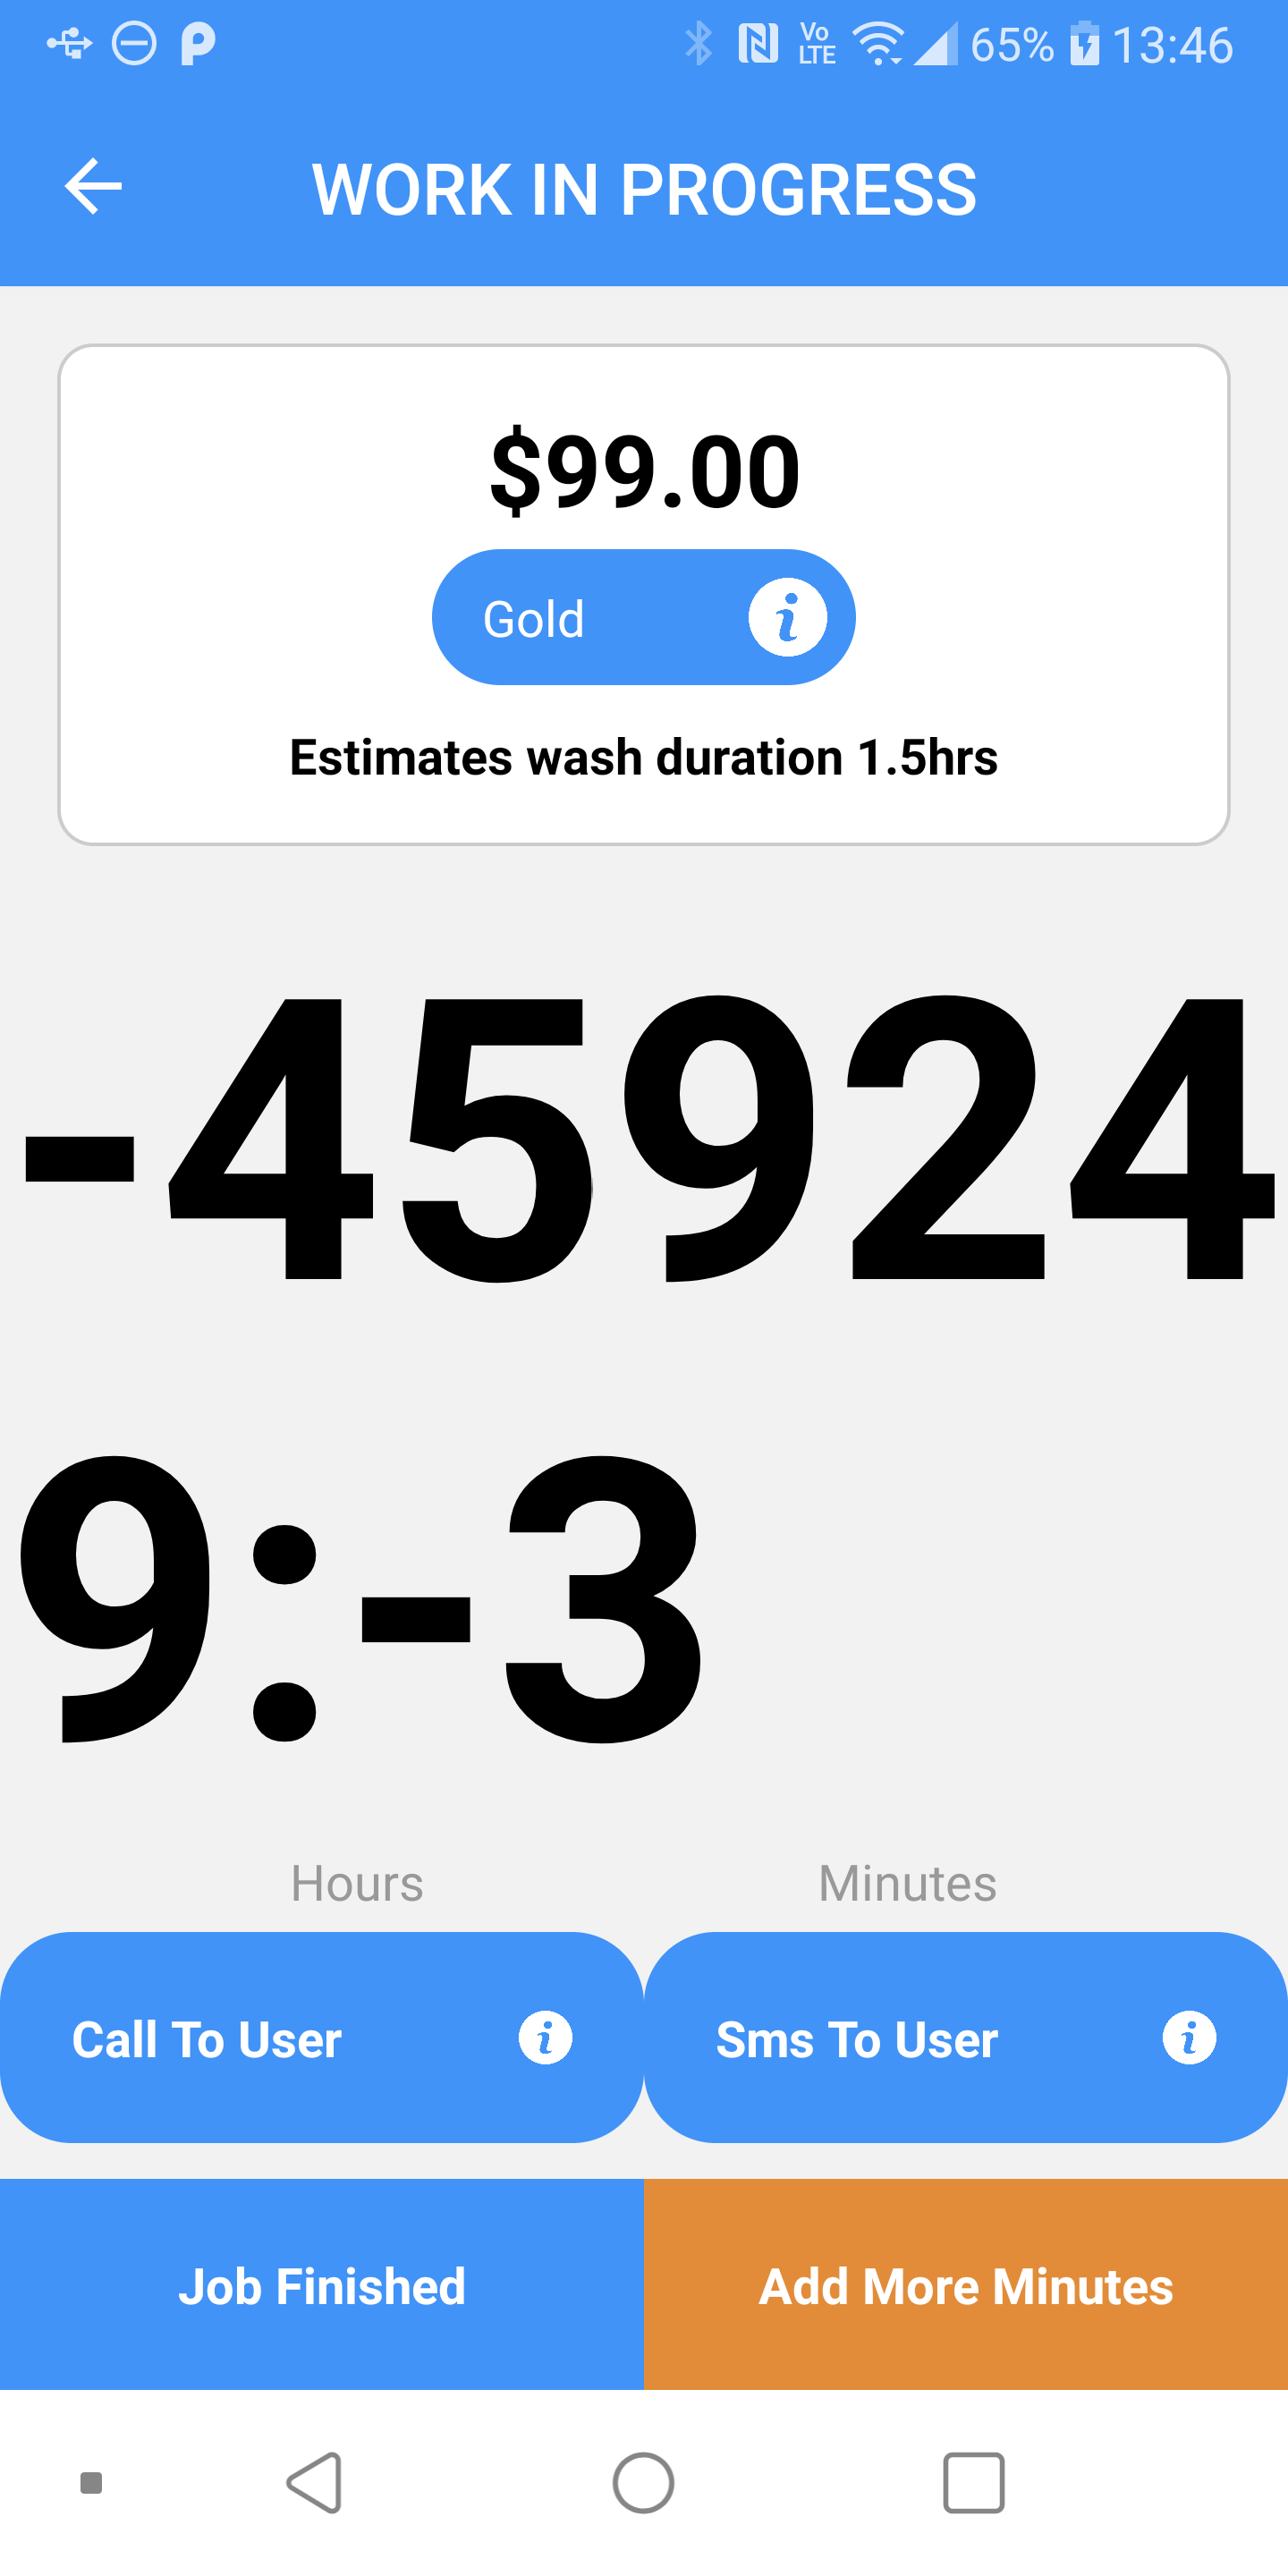 Vo LTE 65% 13:46
WORK IN PROGRESS
$99.00
Gold i
Estimates wash duration 1.5hrs
-45924
9:-3
Hours Minutes
Call To User i Sms To User i
Job Finished Add More Minutes